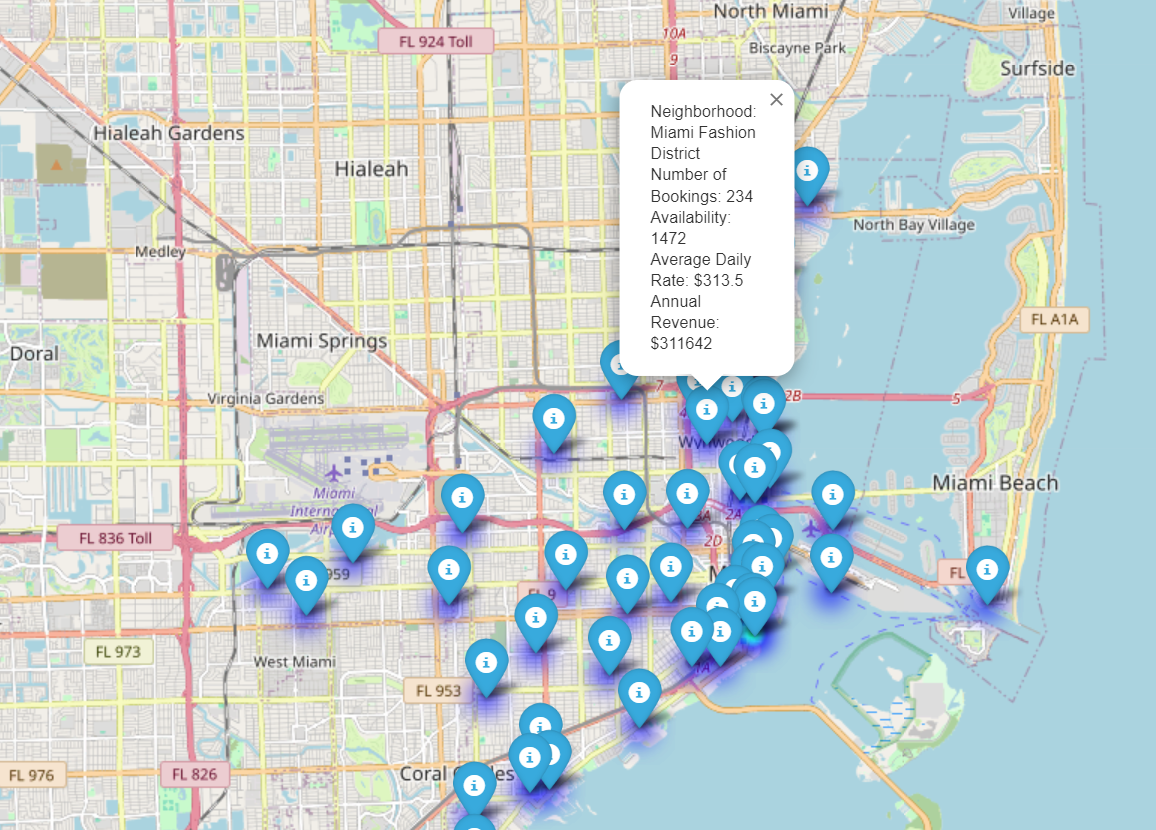 North Miami
Village
10A
9
FL 924 Toll
Biscayne Park
Surfside
Neighborhood:
Miami Fashion
District
Number of
Bookings: 234
Availability:
1472
Average Daily
Rate: $313.5
Annual
Revenue:
$311642
Hialeah Gardens
Hialeah
North Bay Village
Medley
FL A1A
Miami Springs
Doral
7
2B
5
Virginia Gardens
Wynwood
Miami Beach
Miami
2A
FL 836 Toll
2D
959
FL
FL 9
FL 973
West Miami
1A
FL 953
FL 976
FL 826
Coral